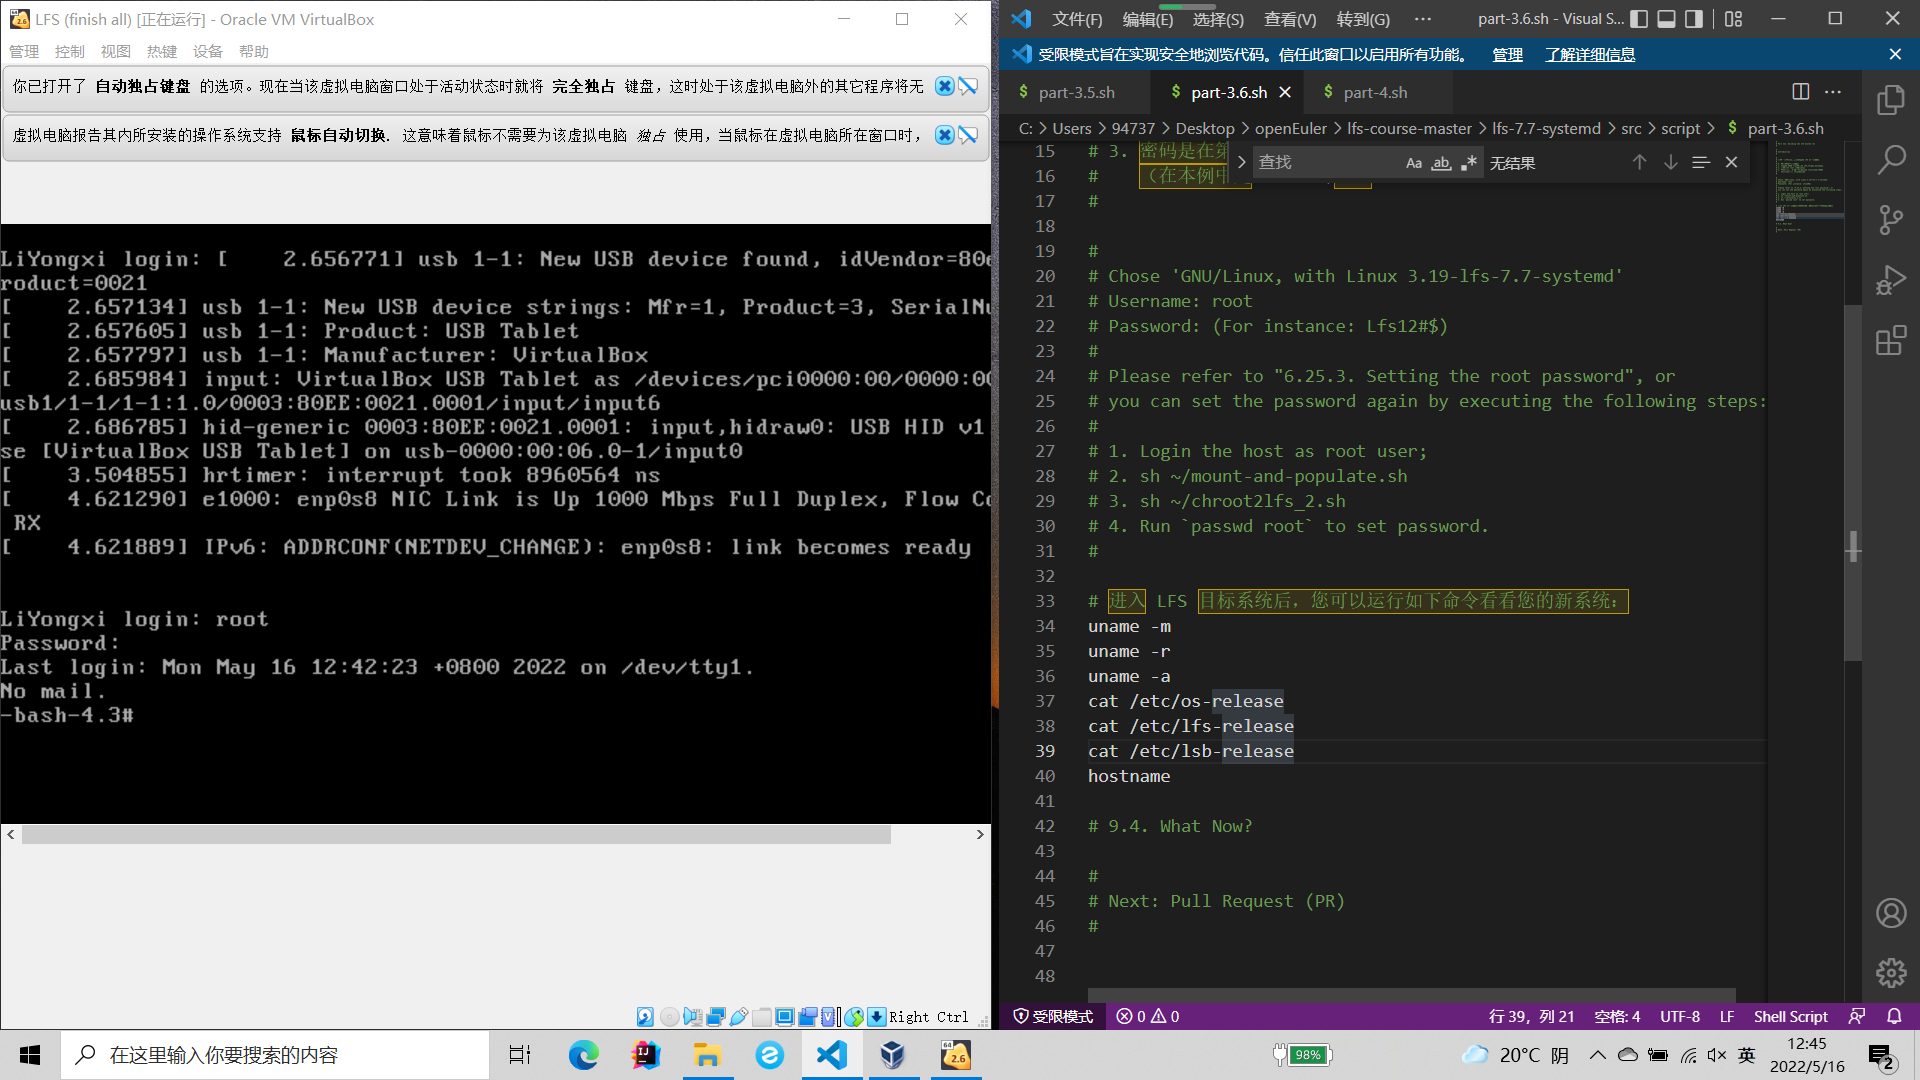 LFS (finish all) [正在运行] - Oracle VM VirtualBox
管理 控制 视图 热键 设备 帮助
你已打开了 自动独占键盘 的选项。现在当该虚拟电脑窗口处于活动状态时就将 完全独占 键盘，这时处于该虚拟电脑外的其它程序将无
虚拟电脑报告其内所安装的操作系统支持 鼠标自动切换. 这意味着鼠标不需要为该虚拟电脑 独占 使用，当鼠标在虚拟电脑所在窗口时，
LiYongxi login: [    2.656771] usb 1-1: New USB device found, idVendor=80e
roduct=0021
[    2.657134] usb 1-1: New USB device strings: Mfr=1, Product=3, SerialNu
[    2.657605] usb 1-1: Product: USB Tablet
[    2.657797] usb 1-1: Manufacturer: VirtualBox
[    2.685984] input: VirtualBox USB Tablet as /devices/pci0000:00/0000:00
usb1/1-1/1-1:1.0/0003:80EE:0021.0001/input/input6
[    2.686785] hid-generic 0003:80EE:0021.0001: input,hidraw0: USB HID v1
se [VirtualBox USB Tablet] on usb-0000:00:06.0-1/input0
[    3.504855] hrtimer: interrupt took 8960564 ns
[    4.621290] e1000: enp0s8 NIC Link is Up 1000 Mbps Full Duplex, Flow Co
RX
[    4.621889] IPv6: ADDRCONF(NETDEV_CHANGE): enp0s8: link becomes ready
LiYongxi login: root
Password:
Last login: Mon May 16 12:42:23 +0800 2022 on /dev/tty1.
No mail.
-bash-4.3#
Right Ctrl
文件(F) 编辑(E) 选择(S) 查看(V) 转到(G) ··· part-3.6.sh - Visual S...
受限模式旨在实现安全地浏览代码。信任此窗口以启用所有功能。 管理 了解详细信息
$ part-3.5.sh $ part-3.6.sh $ part-4.sh
C: > Users > 94737 > Desktop > openEuler > lfs-course-master > lfs-7.7-systemd > src > script > $ part-3.6.sh
查找 Aa ab .* 无结果
15 # 3. 密码是在第
16 # （在本例中
17 #
18
19 #
20 # Chose 'GNU/Linux, with Linux 3.19-lfs-7.7-systemd'
21 # Username: root
22 # Password: (For instance: Lfs12#$)
23 #
24 # Please refer to "6.25.3. Setting the root password", or
25 # you can set the password again by executing the following steps:
26 #
27 # 1. Login the host as root user;
28 # 2. sh ~/mount-and-populate.sh
29 # 3. sh ~/chroot2lfs_2.sh
30 # 4. Run `passwd root` to set password.
31 #
32
33 # 进入 LFS 目标系统后，您可以运行如下命令看看您的新系统：
34 uname -m
35 uname -r
36 uname -a
37 cat /etc/os-release
38 cat /etc/lfs-release
39 cat /etc/lsb-release
40 hostname
41
42 # 9.4. What Now?
43
44 #
45 # Next: Pull Request (PR)
46 #
47
48
受限模式 0 0 行 39，列 21 空格: 4 UTF-8 LF Shell Script
在这里输入你要搜索的内容
98% 20°C 阴 英 12:45
2022/5/16
2